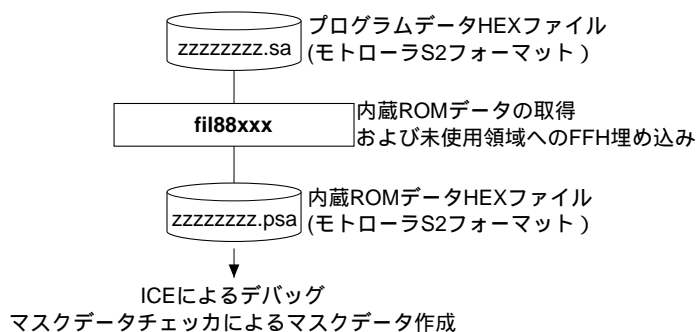 zzzzzzzz.sa
プログラムデータHEXファイル
(モトローラS2フォーマット )
fil88xxx
内蔵ROMデータの取得
および未使用領域へのFFH埋め込み
zzzzzzzz.psa
内蔵ROMデータHEXファイル
(モトローラS2フォーマット )
ICEによるデバッグ
マスクデータチェッカによるマスクデータ作成